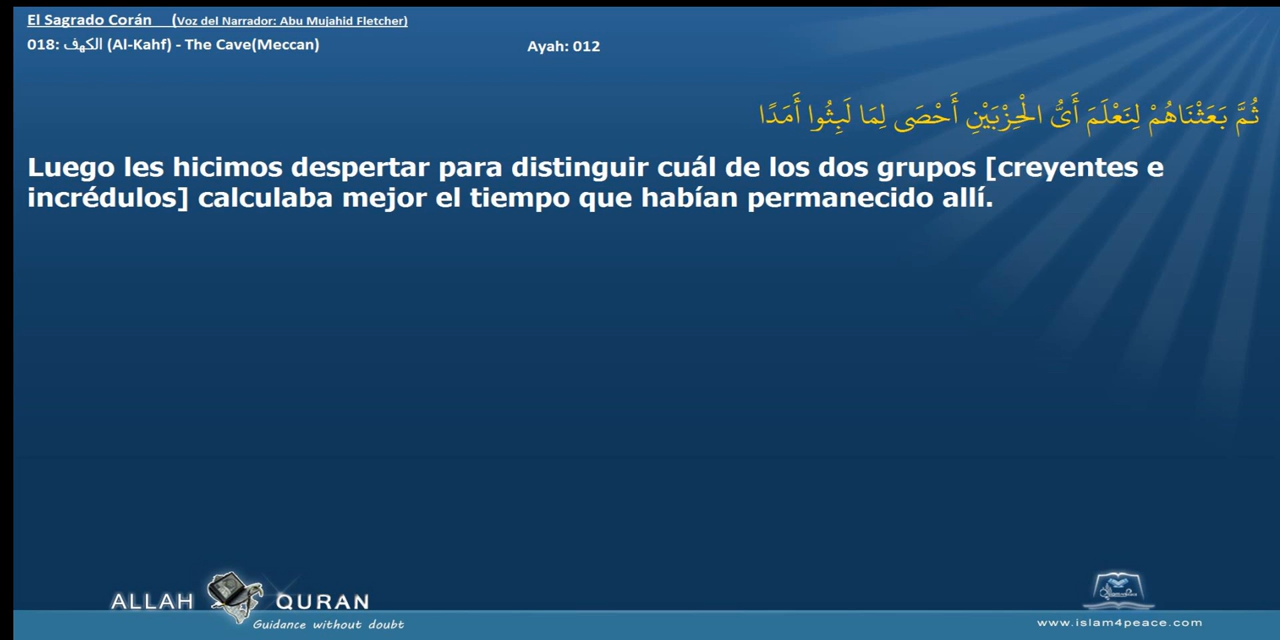 El Sagrado Corán (Voz del Narrador: Abu Mujahid Fletcher)
018: الكهف (Al-Kahf) - The Cave(Meccan) Ayah: 012
ثُمَّ بَعَثْنَاهُمْ لِنَعْلَمَ أَيُّ الْحِزْبَيْنِ أَحْصَى لِمَا لَبِثُوا أَمَدًا
Luego les hicimos despertar para distinguir cuál de los dos grupos [creyentes e
incrédulos] calculaba mejor el tiempo que habían permanecido allí.
ALLAH QURAN
Guidance without doubt
www.islam4peace.com